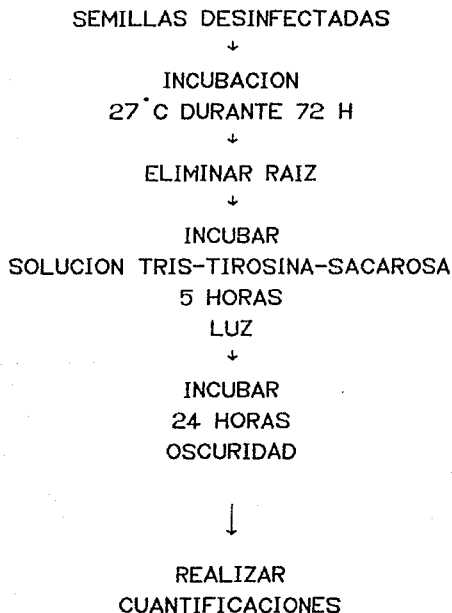 SEMILLAS DESINFECTADAS
↓
INCUBACION
27°C DURANTE 72 H
↓
ELIMINAR RAIZ
↓
INCUBAR
SOLUCION TRIS-TIROSINA-SACAROSA
5 HORAS
LUZ
↓
INCUBAR
24 HORAS
OSCURIDAD
↓
REALIZAR
CUANTIFICACIONES